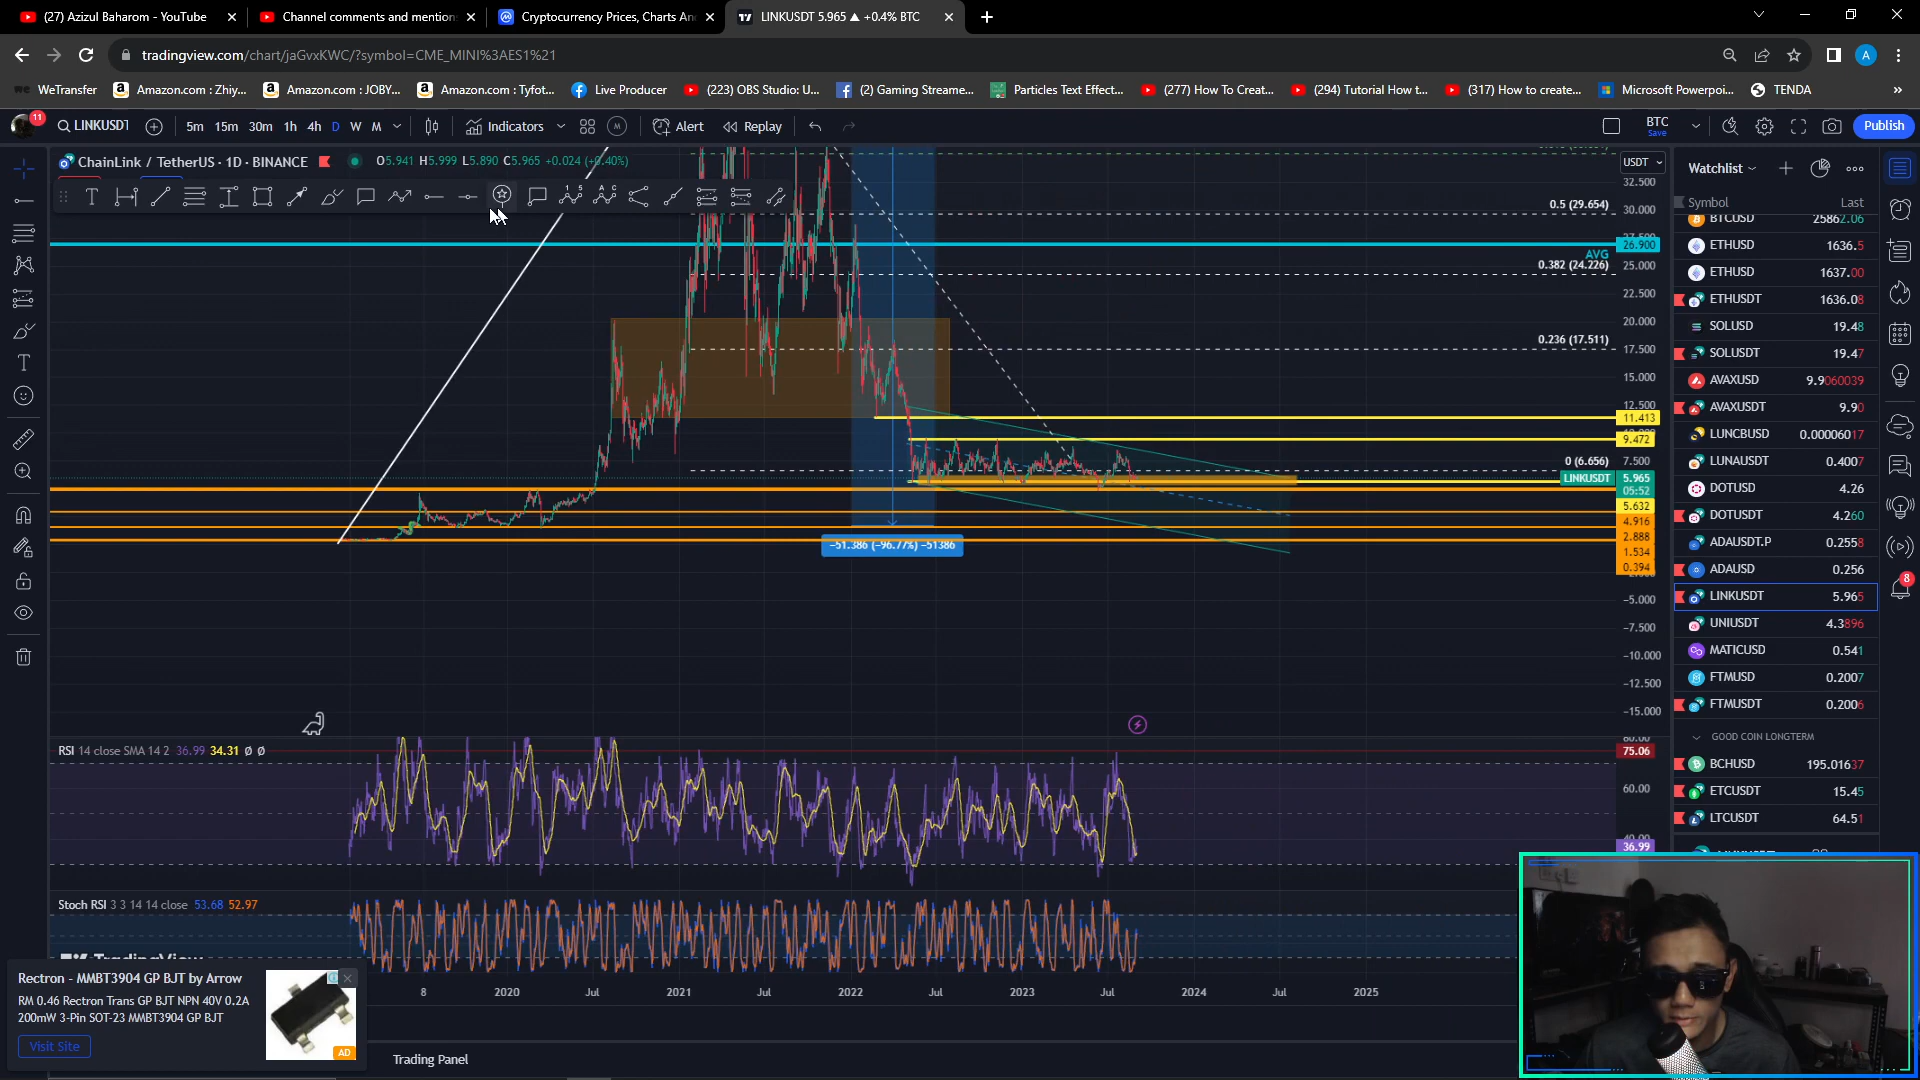 (27) Azizul Baharom - YouTube
Channel comments and mention
Cryptocurrency Prices, Charts An
LINKUSDT 5.965 ▲ +0.4% BTC
tradingview.com/chart/jaGvxKWC/?symbol=CME_MINI%3AES1%21
A
WeTransfer
Amazon.com : Zhiy...
Amazon.com : JOBY...
Amazon.com : Tyfot...
Live Producer
(223) OBS Studio: U...
(2) Gaming Streame...
Particles Text Effect...
(277) How To Creat...
(294) Tutorial How t...
(317) How to create...
Microsoft Powerpoi...
TENDA
11
LINKUSDT
5m 15m 30m 1h 4h D W M
Indicators
Alert
Replay
BTC
Save
Publish
ChainLink / TetherUS · 1D · BINANCE
O5.941 H5.999 L5.890 C5.965 +0.024 (+0.40%)
USDT
32.500
30.000
0.5 (29.654)
26.900
AVG
25.000
0.382 (24.226)
22.500
20.000
0.236 (17.511)
17.500
15.000
12.500
11.413
9.472
0 (6.656)
7.500
LINKUSDT
5.965
05:52
5.632
4.916
2.888
1.534
0.394
−51.386 (−96.77%) −51386
−5.000
−7.500
−10.000
−12.500
−15.000
RSI 14 close SMA 14 2 36.99 34.31 Ø Ø
80.00
75.06
60.00
40.00
36.99
Stoch RSI 3 3 14 14 close 53.68 52.97
TradingView
8 2020 Jul 2021 Jul 2022 Jul 2023 Jul 2024 Jul 2025
Watchlist
Symbol Last
BTCUSD 25862.06
ETHUSD 1636.5
ETHUSD 1637.00
ETHUSDT 1636.08
SOLUSD 19.48
SOLUSDT 19.47
AVAXUSD 9.9060039
AVAXUSDT 9.90
LUNCBUSD 0.00006017
LUNAUSDT 0.4007
DOTUSD 4.26
DOTUSDT 4.260
ADAUSDT.P 0.2558
ADAUSD 0.256
LINKUSDT 5.965
UNIUSDT 4.3896
MATICUSD 0.541
FTMUSD 0.2007
FTMUSDT 0.2006
GOOD COIN LONGTERM
BCHUSD 195.01637
ETCUSDT 15.45
LTCUSDT 64.51
8
Rectron - MMBT3904 GP BJT by Arrow
RM 0.46 Rectron Trans GP BJT NPN 40V 0.2A
200mW 3-Pin SOT-23 MMBT3904 GP BJT
Visit Site
AD
Trading Panel